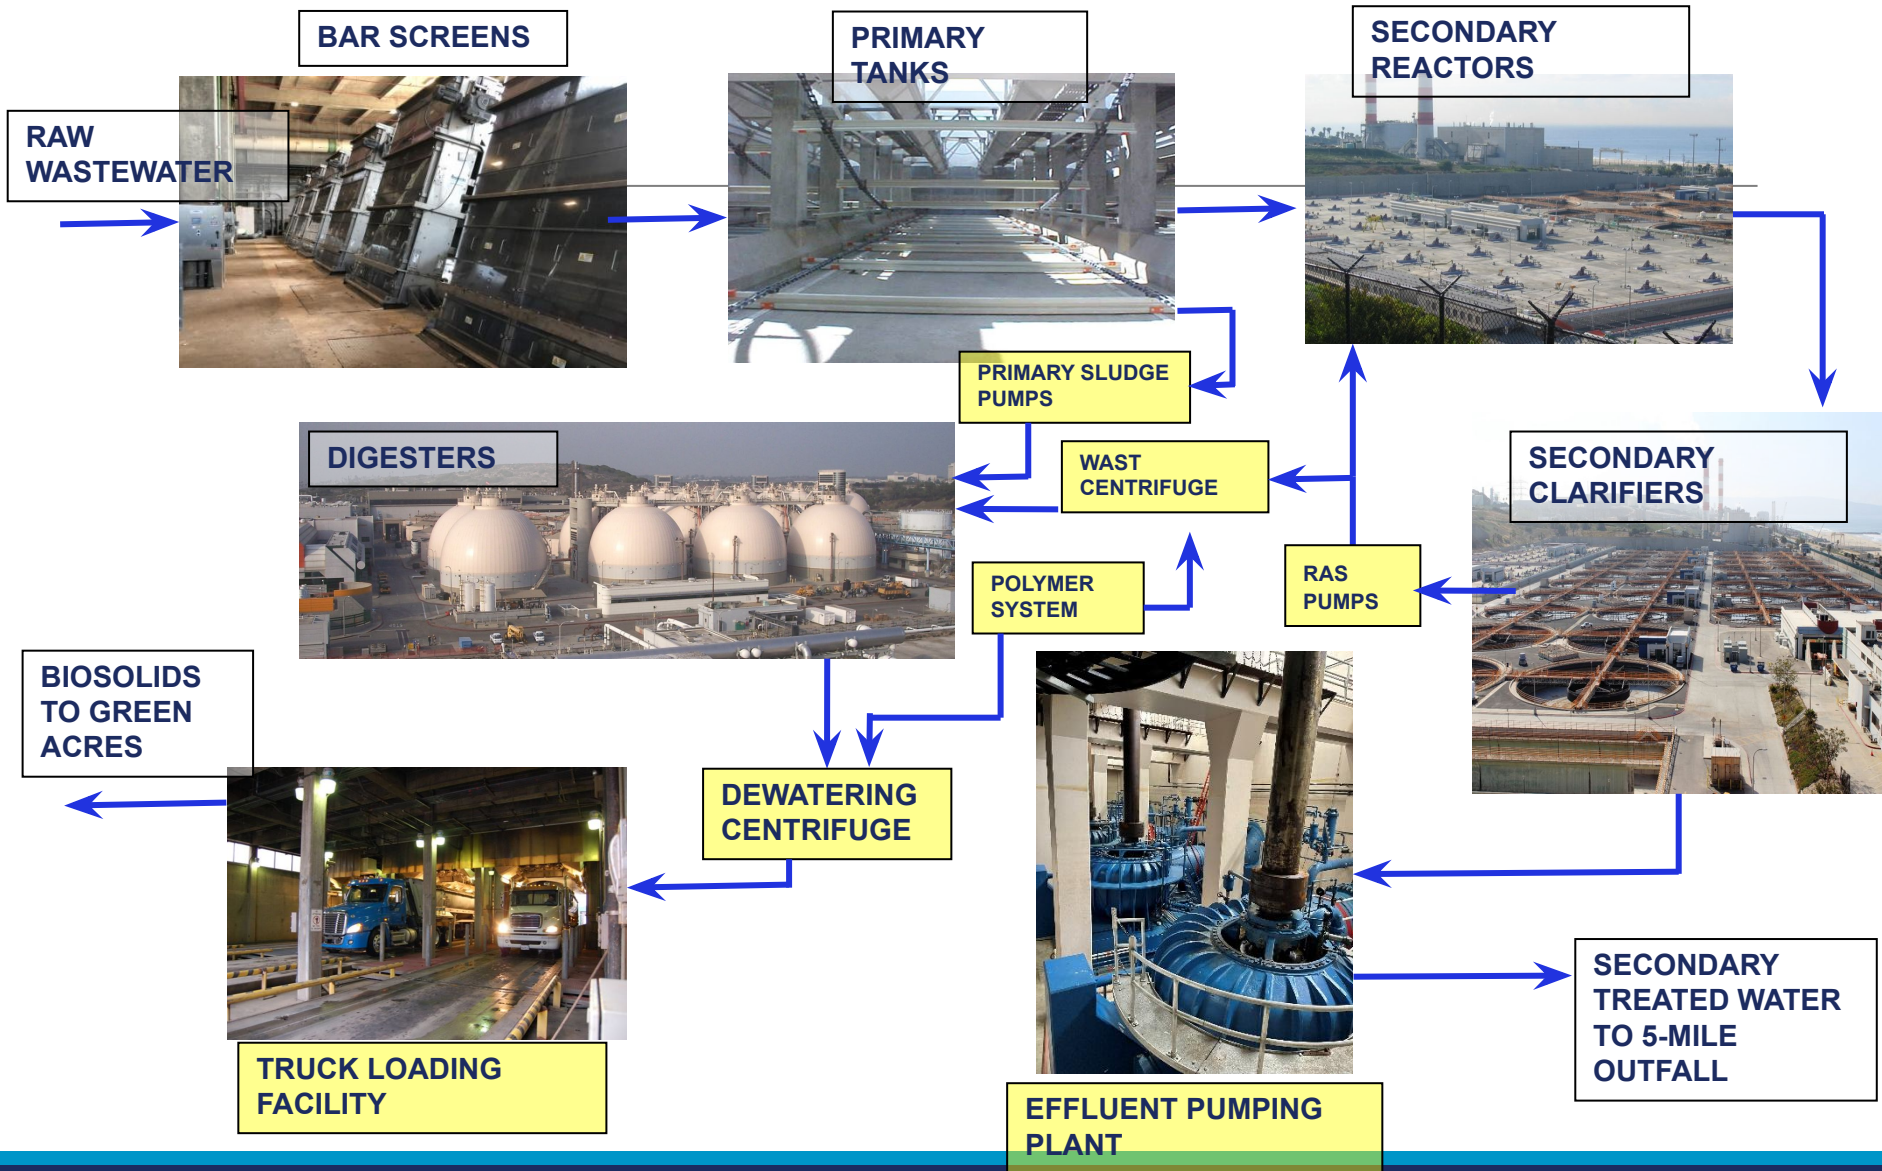 BAR SCREENS
PRIMARY
TANKS
SECONDARY
REACTORS
RAW
WASTEWATER
PRIMARY SLUDGE
PUMPS
DIGESTERS
WAST
CENTRIFUGE
SECONDARY
CLARIFIERS
POLYMER
SYSTEM
RAS
PUMPS
BIOSOLIDS
TO GREEN
ACRES
DEWATERING
CENTRIFUGE
SECONDARY
TREATED WATER
TO 5-MILE
OUTFALL
TRUCK LOADING
FACILITY
EFFLUENT PUMPING
PLANT